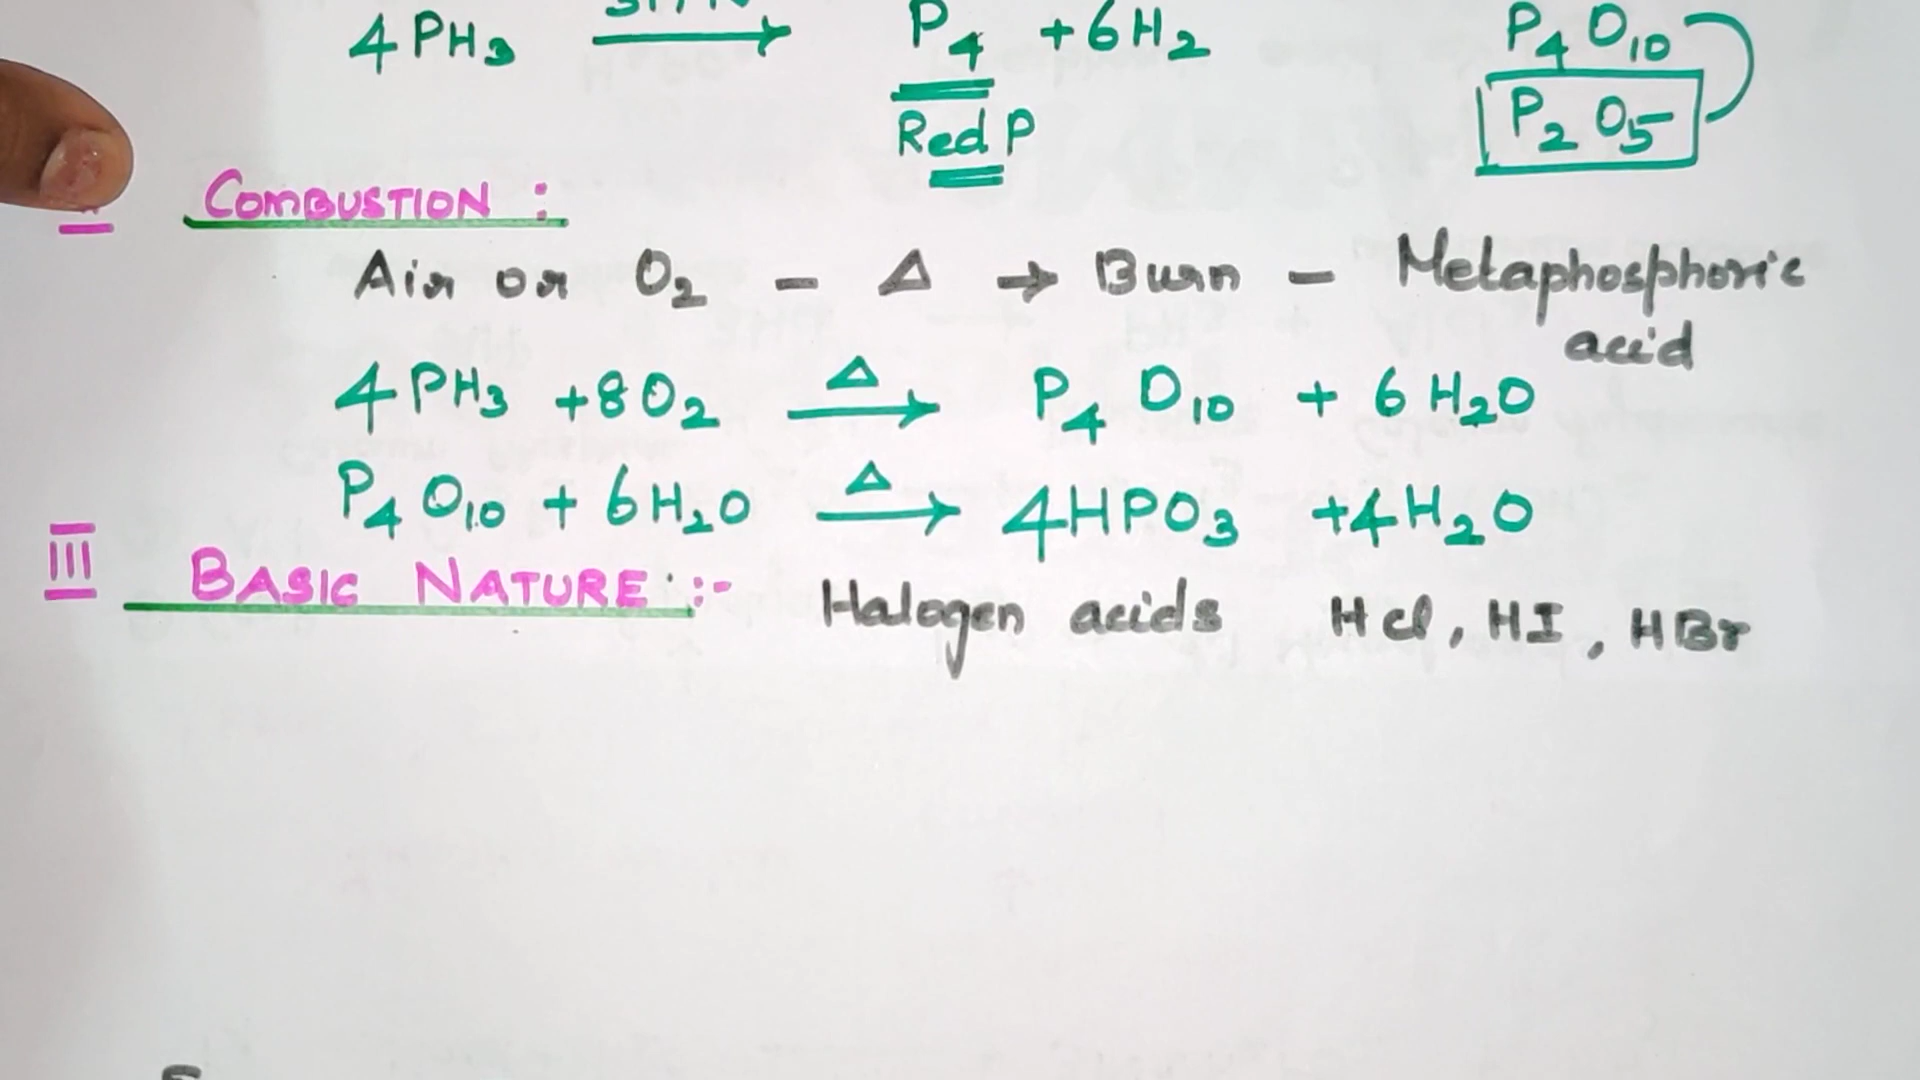 4PH₃ → P₄ + 6H₂ P₄O₁₀
Red P P₂O₅
COMBUSTION :
Air or O₂ - Δ → Burn - Metaphosphoric
acid
4PH₃ + 8O₂ Δ→ P₄O₁₀ + 6H₂O
P₄O₁₀ + 6H₂O Δ→ 4HPO₃ + 4H₂O
III BASIC NATURE :- Halogen acids HCl, HI, HBr